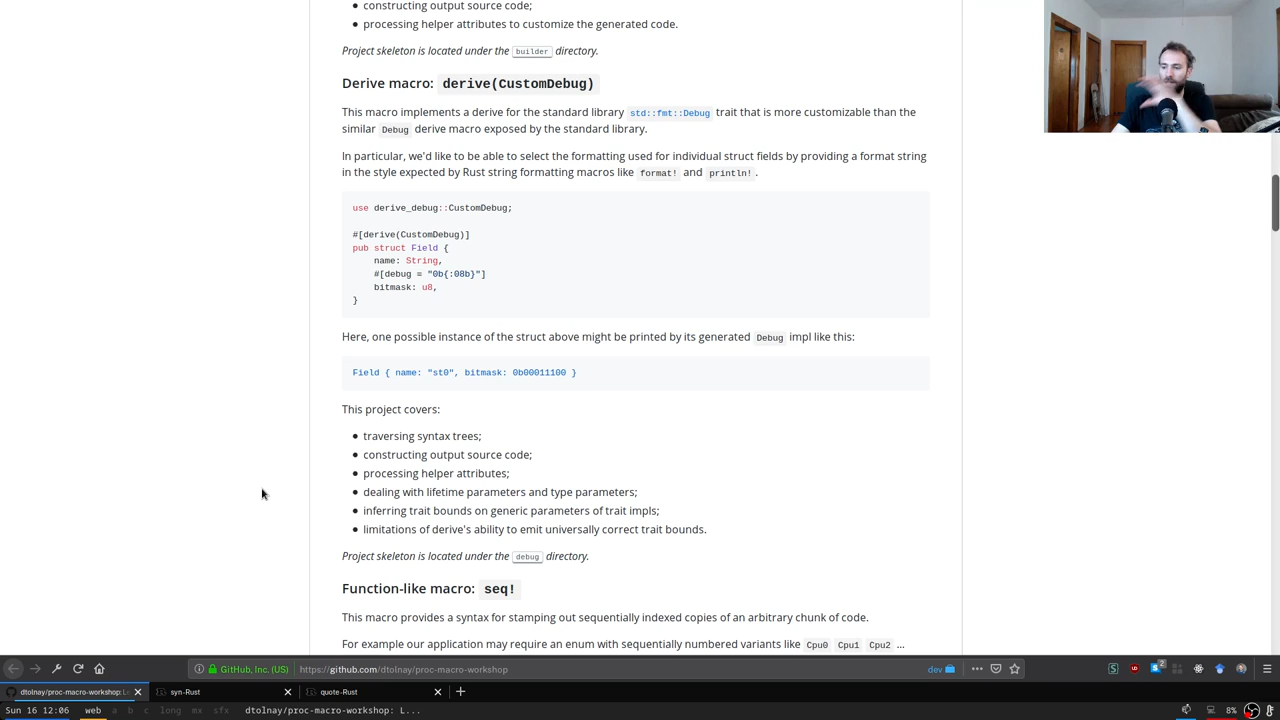 constructing output source code;
processing helper attributes to customize the generated code.
Project skeleton is located under the builder directory.
Derive macro: derive(CustomDebug)
This macro implements a derive for the standard library std::fmt::Debug trait that is more customizable than the
similar Debug derive macro exposed by the standard library.
In particular, we'd like to be able to select the formatting used for individual struct fields by providing a format string
in the style expected by Rust string formatting macros like format! and println!.
use derive_debug::CustomDebug;
#[derive(CustomDebug)]
pub struct Field {
name: String,
#[debug = "0b{:08b}"]
bitmask: u8,
}
Here, one possible instance of the struct above might be printed by its generated Debug impl like this:
Field { name: "st0", bitmask: 0b00011100 }
This project covers:
traversing syntax trees;
constructing output source code;
processing helper attributes;
dealing with lifetime parameters and type parameters;
inferring trait bounds on generic parameters of trait impls;
limitations of derive's ability to emit universally correct trait bounds.
Project skeleton is located under the debug directory.
Function-like macro: seq!
This macro provides a syntax for stamping out sequentially indexed copies of an arbitrary chunk of code.
For example our application may require an enum with sequentially numbered variants like Cpu0 Cpu1 Cpu2 ...
GitHub, Inc. (US) https://github.com/dtolnay/proc-macro-workshop dev
dtolnay/proc-macro-workshop: L syn-Rust quote-Rust
Sun 16 12:06 web a b c long mx sfx dtolnay/proc-macro-workshop: L... 8%